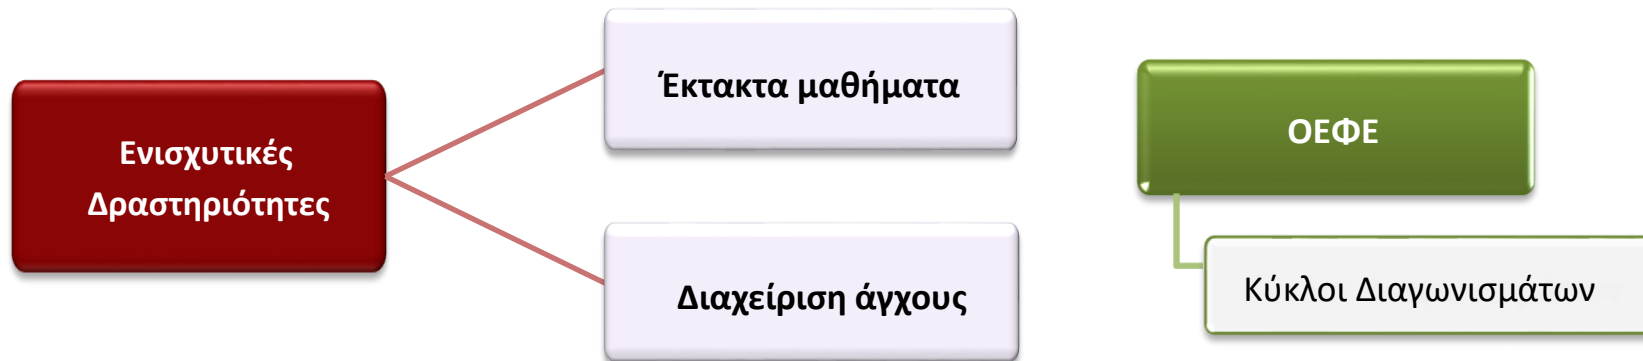 Ενισχυτικές
Δραστηριότητες
Έκτακτα μαθήματα
Διαχείριση άγχους
ΟΕΦΕ
Κύκλοι Διαγωνισμάτων